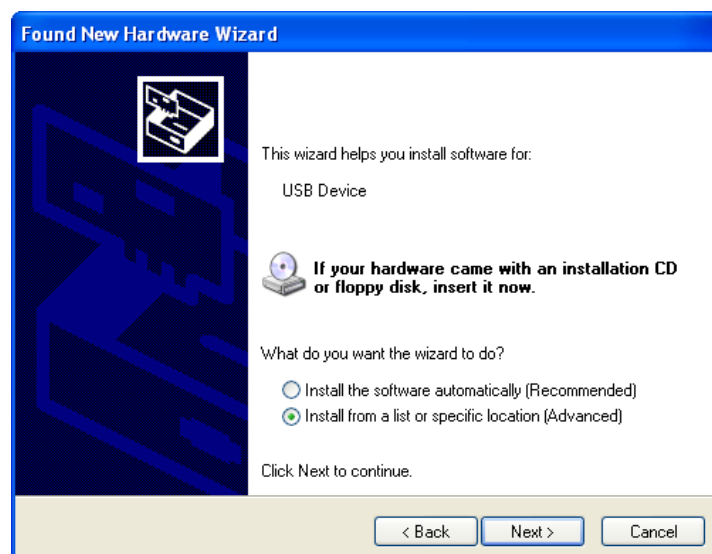 Found New Hardware Wizard
This wizard helps you install software for:
USB Device
If your hardware came with an installation CD
or floppy disk, insert it now.
What do you want the wizard to do?
Install the software automatically (Recommended)
Install from a list or specific location (Advanced)
Click Next to continue.
< Back Next > Cancel